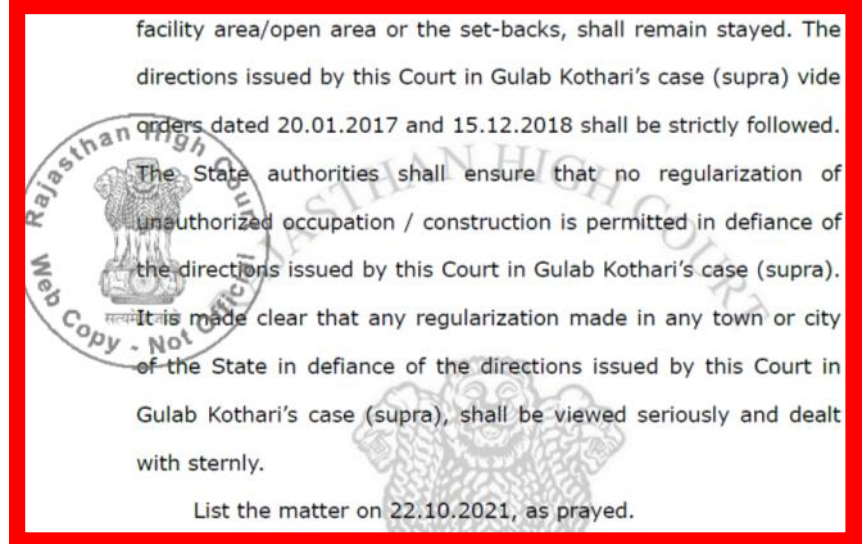 facility area/open area or the set-backs, shall remain stayed. The
directions issued by this Court in Gulab Kothari's case (supra) vide
orders dated 20.01.2017 and 15.12.2018 shall be strictly followed.
The State authorities shall ensure that no regularization of
unauthorized occupation / construction is permitted in defiance of
the directions issued by this Court in Gulab Kothari's case (supra).
It is made clear that any regularization made in any town or city
of the State in defiance of the directions issued by this Court in
Gulab Kothari's case (supra), shall be viewed seriously and dealt
with sternly.
List the matter on 22.10.2021, as prayed.
Rajasthan High Court
Web Copy - Not Official
सत्यमेव जयते
RAJASTHAN HIGH COURT